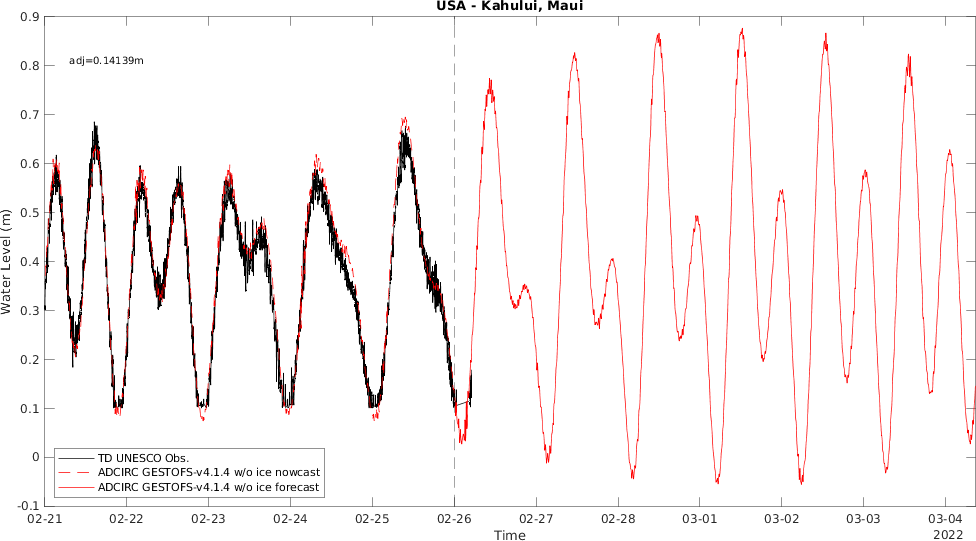 USA - Kahului, Maui
0.9
0.8
0.7
0.6
0.5
0.4
0.3
0.2
0.1
0
-0.1
Water Level (m)
adj=0.14139m
TD UNESCO Obs.
ADCIRC GESTOFS-v4.1.4 w/o ice nowcast
ADCIRC GESTOFS-v4.1.4 w/o ice forecast
02-21 02-22 02-23 02-24 02-25 02-26 02-27 02-28 03-01 03-02 03-03 03-04
Time
2022